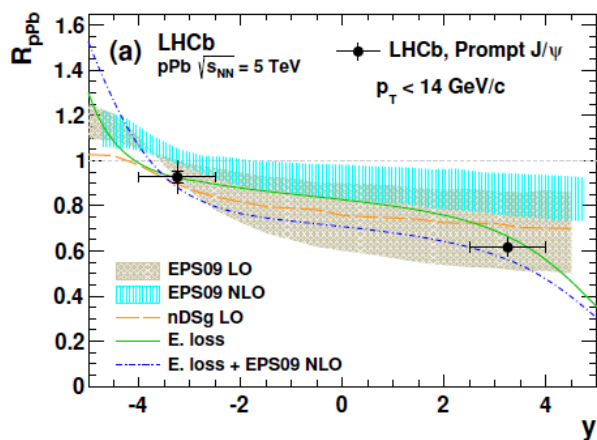 R_pPb
1.6
1.4
1.2
1
0.8
0.6
0.4
0.2
0
(a) LHCb
pPb √s_NN = 5 TeV
LHCb, Prompt J/ψ
p_T < 14 GeV/c
EPS09 LO
EPS09 NLO
nDSg LO
E. loss
E. loss + EPS09 NLO
-4 -2 0 2 4
y